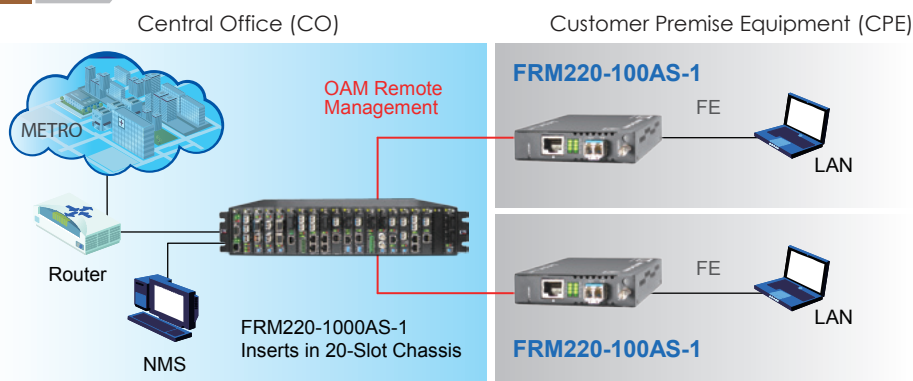 Central Office (CO)
Customer Premise Equipment (CPE)
METRO
OAM Remote
Management
FRM220-100AS-1
FE
LAN
Router
NMS
FRM220-1000AS-1
Inserts in 20-Slot Chassis
FE
LAN
FRM220-100AS-1